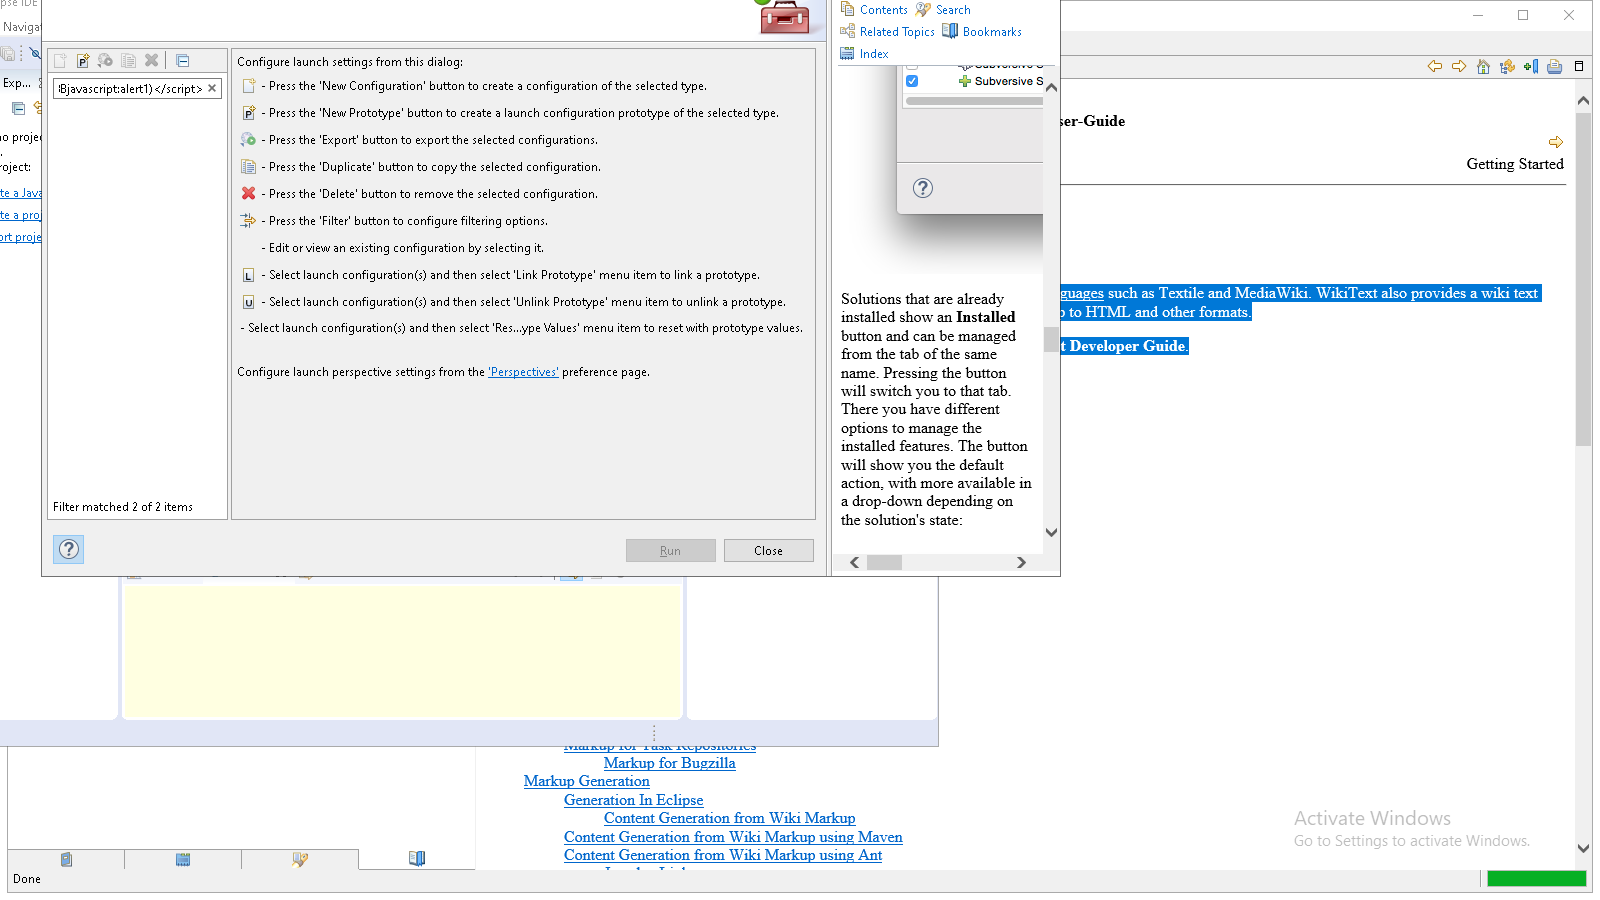 pse IDE
Naviga
Exp...
no projec
roject:
te a Java
te a proj
ort proje
3javascript:alert1)</script>
Filter matched 2 of 2 items
Configure launch settings from this dialog:
- Press the 'New Configuration' button to create a configuration of the selected type.
- Press the 'New Prototype' button to create a launch configuration prototype of the selected type.
- Press the 'Export' button to export the selected configurations.
- Press the 'Duplicate' button to copy the selected configuration.
- Press the 'Delete' button to remove the selected configuration.
- Press the 'Filter' button to configure filtering options.
- Edit or view an existing configuration by selecting it.
L - Select launch configuration(s) and then select 'Link Prototype' menu item to link a prototype.
U - Select launch configuration(s) and then select 'Unlink Prototype' menu item to unlink a prototype.
- Select launch configuration(s) and then select 'Res...ype Values' menu item to reset with prototype values.
Configure launch perspective settings from the 'Perspectives' preference page.
Run
Close
Contents Search
Related Topics Bookmarks
Index
Subversive S
Subversive S
Solutions that are already
installed show an Installed
button and can be managed
from the tab of the same
name. Pressing the button
will switch you to that tab.
There you have different
options to manage the
installed features. The button
will show you the default
action, with more available in
a drop-down depending on
the solution's state:
ser-Guide
Getting Started
guages such as Textile and MediaWiki. WikiText also provides a wiki text
to HTML and other formats.
t Developer Guide.
Markup for Task Repositories
Markup for Bugzilla
Markup Generation
Generation In Eclipse
Content Generation from Wiki Markup
Content Generation from Wiki Markup using Maven
Content Generation from Wiki Markup using Ant
Activate Windows
Go to Settings to activate Windows.
Done